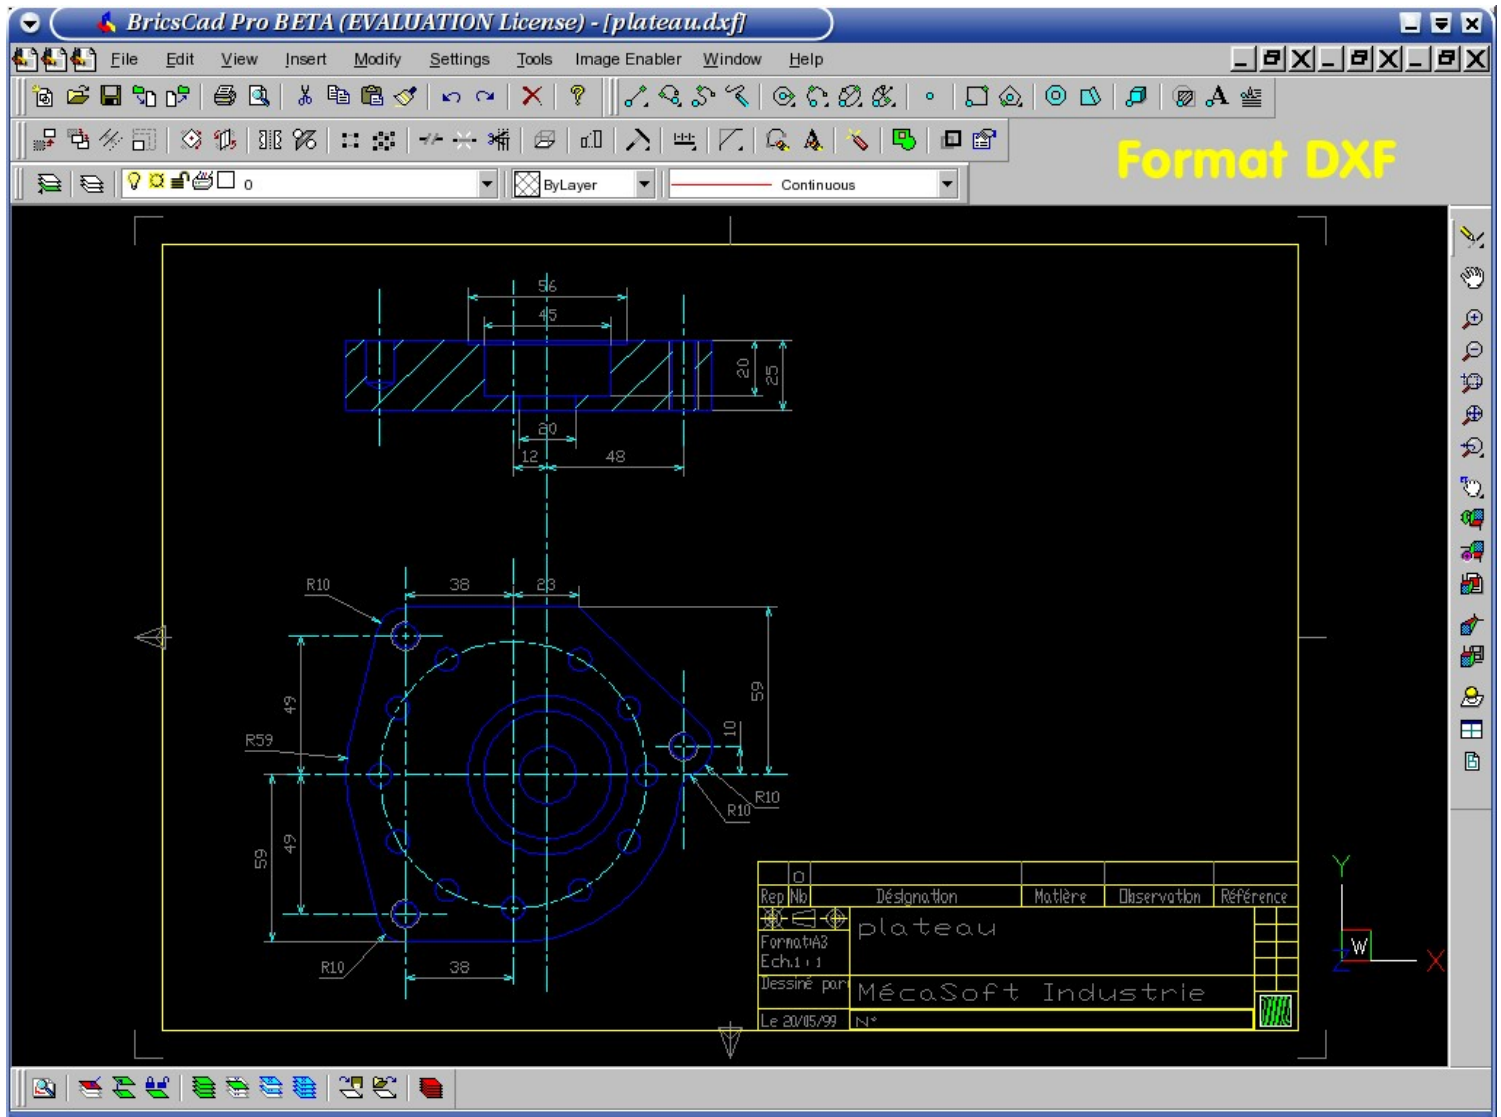 BricsCad Pro BETA (EVALUATION License) - [plateau.dxf]
File Edit View Insert Modify Settings Tools Image Enabler Window Help
Format DXF
0 ByLayer Continuous
56
45
20
25
20
12 48
R10 38 23
49
59
10
R59
R10
R10
49
59
R10 38
0
Rep Nb Désignation Matière Observation Référence
plateau
Format:A3
Ech.1 : 1
Dessiné par:
MécaSoft Industrie
Le 20/05/99 N°
Y
W
Z X